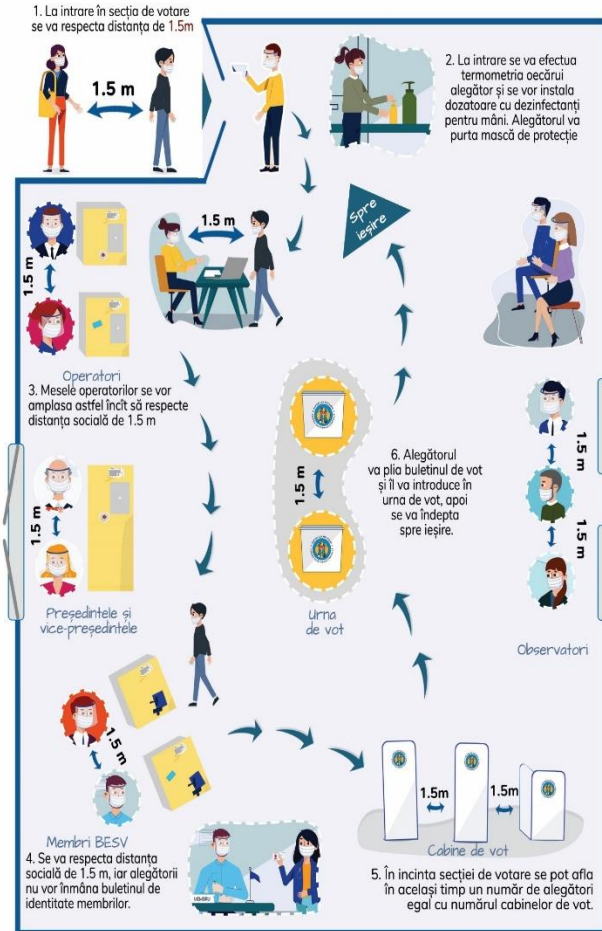 1. La intrare în secția de votare
se va respecta distanța de 1.5m
1.5 m
2. La intrare se va efectua
termometria oecărui
alegător și se vor instala
dozatoare cu dezinfectanți
pentru mâni. Alegătorul va
purta mască de protecție
1.5 m
Spre
ieșire
1.5 m
Operatori
3. Mesele operatorilor se vor
amplasa astfel încît să respecte
distanța socială de 1.5 m
1.5 m
Președintele și
vice-președintele
1.5 m
Urna
de vot
6. Alegătorul
va plia buletinul de vot
și îl va introduce în
urna de vot, apoi
se va îndepta
spre ieșire.
1.5 m
1.5 m
Observatori
1.5 m
Membri BESV
4. Se va respecta distanța
socială de 1.5 m, iar alegătorii
nu vor înmâna buletinul de
identitate membrilor.
1.5m
1.5m
Cabine de vot
5. În incinta secției de votare se pot afla
în același timp un număr de alegători
egal cu numărul cabinelor de vot.